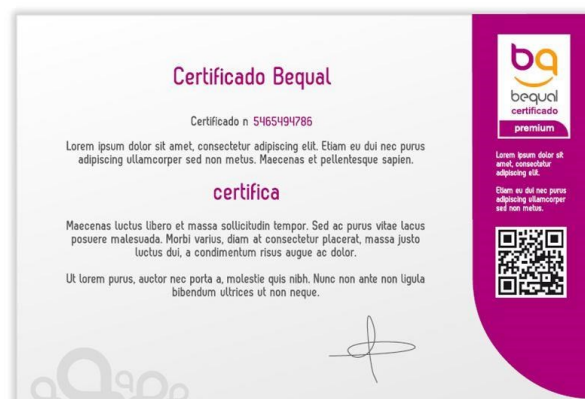 Certificado Bequal
Certificado n 5465494786
Lorem ipsum dolor sit amet, consectetur adipiscing elit. Etiam eu dui nec purus
adipiscing ullamcorper sed non metus. Maecenas et pellentesque sapien.
certifica
Maecenas luctus libero et massa sollicitudin tempor. Sed ac purus vitae lacus
posuere malesuada. Morbi varius, diam at consectetur placerat, massa justo
luctus dui, a condimentum risus augue ac dolor.
Ut lorem purus, auctor nec porta a, molestie quis nibh. Nunc non ante non ligula
bibendum ultrices ut non neque.
bq
bequal
certificado
premium
Lorem ipsum dolor sit
amet, consectetur
adipiscing elit.
Etiam eu dui nec purus
adipiscing ullamcorper
sed non metus.